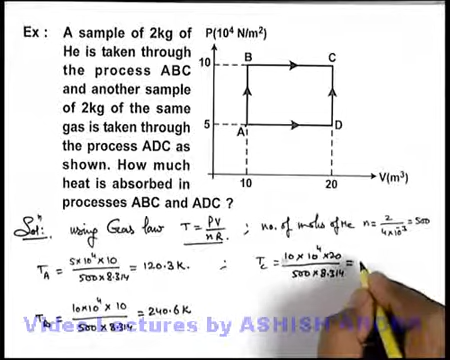 Ex : A sample of 2kg of
He is taken through
the process ABC
and another sample
of 2kg of the same
gas is taken through
the process ADC as
shown. How much
heat is absorbed in
processes ABC and ADC ?
P(10⁴ N/m²)
B C
10
5
A D
10 20 V(m³)
Solⁿ: using Gas law T = PV/nR ; no. of mols of He n = 2/(4×10⁻³) = 500
T_A = (5×10⁴×10)/(500×8.314) = 120.3 K. ; T_C = (10×10⁴×20)/(500×8.314) =
T_B = (10×10⁴×10)/(500×8.314) = 240.6 K
Video Lectures by ASHISH ARORA